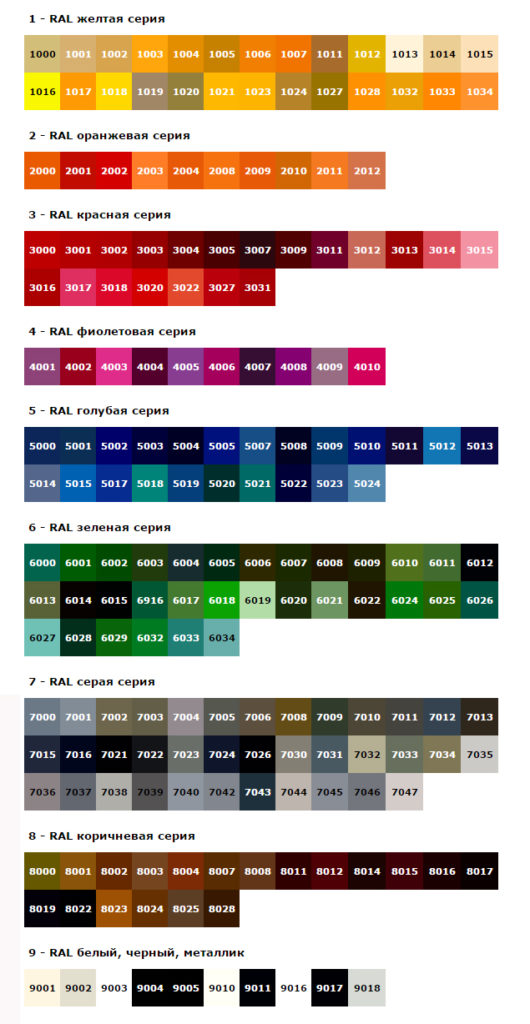 1 - RAL желтая серия
1000 1001 1002 1003 1004 1005 1006 1007 1011 1012 1013 1014 1015
1016 1017 1018 1019 1020 1021 1023 1024 1027 1028 1032 1033 1034
2 - RAL оранжевая серия
2000 2001 2002 2003 2004 2008 2009 2010 2011 2012
3 - RAL красная серия
3000 3001 3002 3003 3004 3005 3007 3009 3011 3012 3013 3014 3015
3016 3017 3018 3020 3022 3027 3031
4 - RAL фиолетовая серия
4001 4002 4003 4004 4005 4006 4007 4008 4009 4010
5 - RAL голубая серия
5000 5001 5002 5003 5004 5005 5007 5008 5009 5010 5011 5012 5013
5014 5015 5017 5018 5019 5020 5021 5022 5023 5024
6 - RAL зеленая серия
6000 6001 6002 6003 6004 6005 6006 6007 6008 6009 6010 6011 6012
6013 6014 6015 6916 6017 6018 6019 6020 6021 6022 6024 6025 6026
6027 6028 6029 6032 6033 6034
7 - RAL серая серия
7000 7001 7002 7003 7004 7005 7006 7008 7009 7010 7011 7012 7013
7015 7016 7021 7022 7023 7024 7026 7030 7031 7032 7033 7034 7035
7036 7037 7038 7039 7040 7042 7043 7044 7045 7046 7047
8 - RAL коричневая серия
8000 8001 8002 8003 8004 8007 8008 8011 8012 8014 8015 8016 8017
8019 8022 8023 8024 8025 8028
9 - RAL белый, черный, металлик
9001 9002 9003 9004 9005 9010 9011 9016 9017 9018